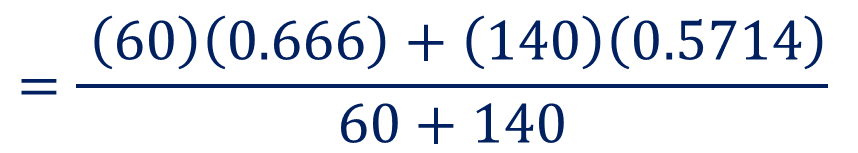 = (60)(0.666) + (140)(0.5714)
60 + 140